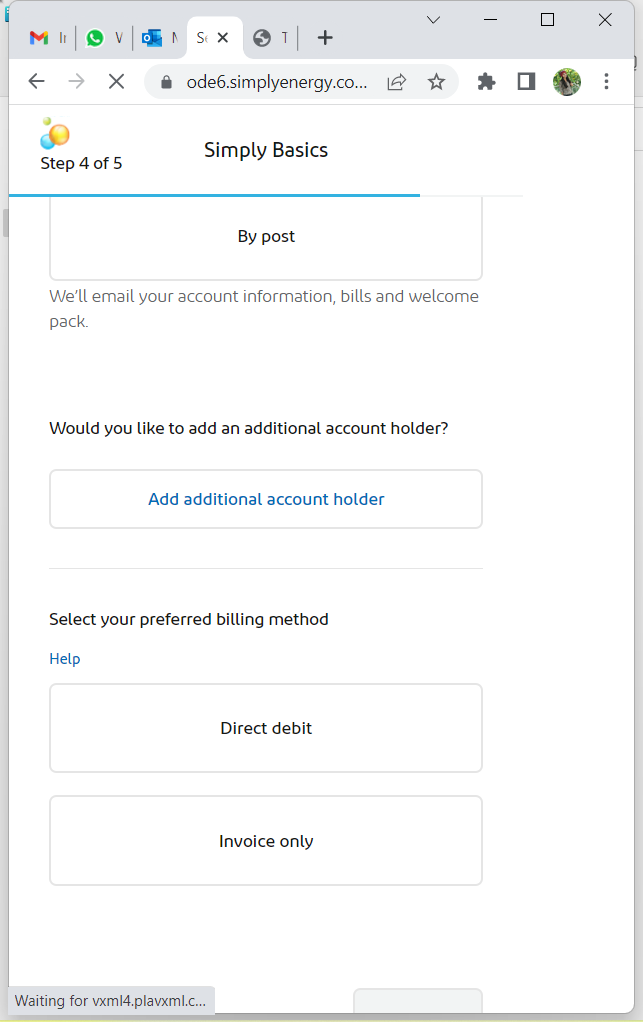 ode6.simplyenergy.co...
Step 4 of 5
Simply Basics
By post
We'll email your account information, bills and welcome
pack.
Would you like to add an additional account holder?
Add additional account holder
Select your preferred billing method
Help
Direct debit
Invoice only
Waiting for vxml4.plavxml.c...